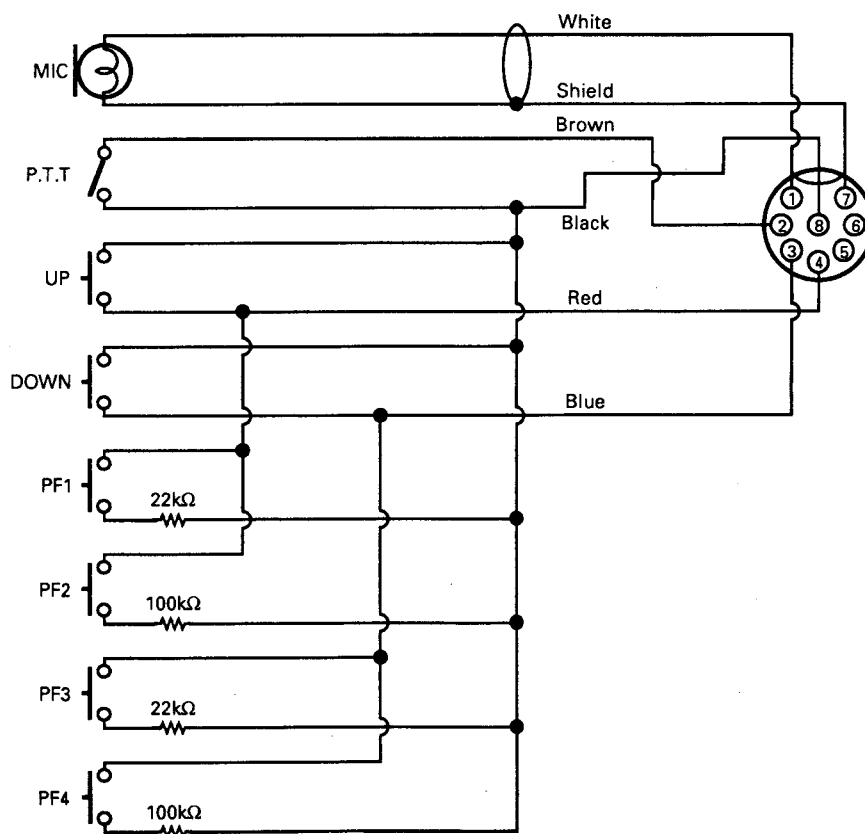 White
MIC
Shield
Brown
P.T.T
Black
1 7
2 8 6
3 4 5
UP
Red
DOWN
Blue
PF1
22kΩ
PF2
100kΩ
PF3
22kΩ
PF4
100kΩ